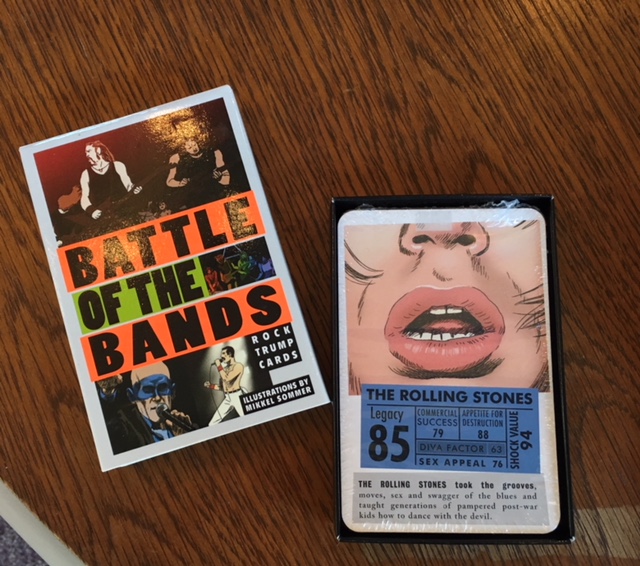 BATTLE
OF THE
BANDS
ROCK
TRUMP
CARDS
ILLUSTRATIONS BY
MIKKEL SOMMER
THE ROLLING STONES
Legacy
85
COMMERCIAL
SUCCESS
79
APPETITE FOR
DESTRUCTION
88
DIVA FACTOR 63
SEX APPEAL 76
SHOCK VALUE
94
THE ROLLING STONES took the grooves,
moves, sex and swagger of the blues and
taught generations of pampered post-war
kids how to dance with the devil.